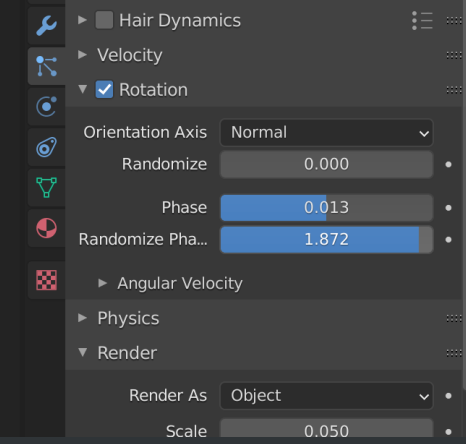 Hair Dynamics
Velocity
Rotation
Orientation Axis Normal
Randomize 0.000
Phase 0.013
Randomize Pha... 1.872
Angular Velocity
Physics
Render
Render As Object
Scale 0.050